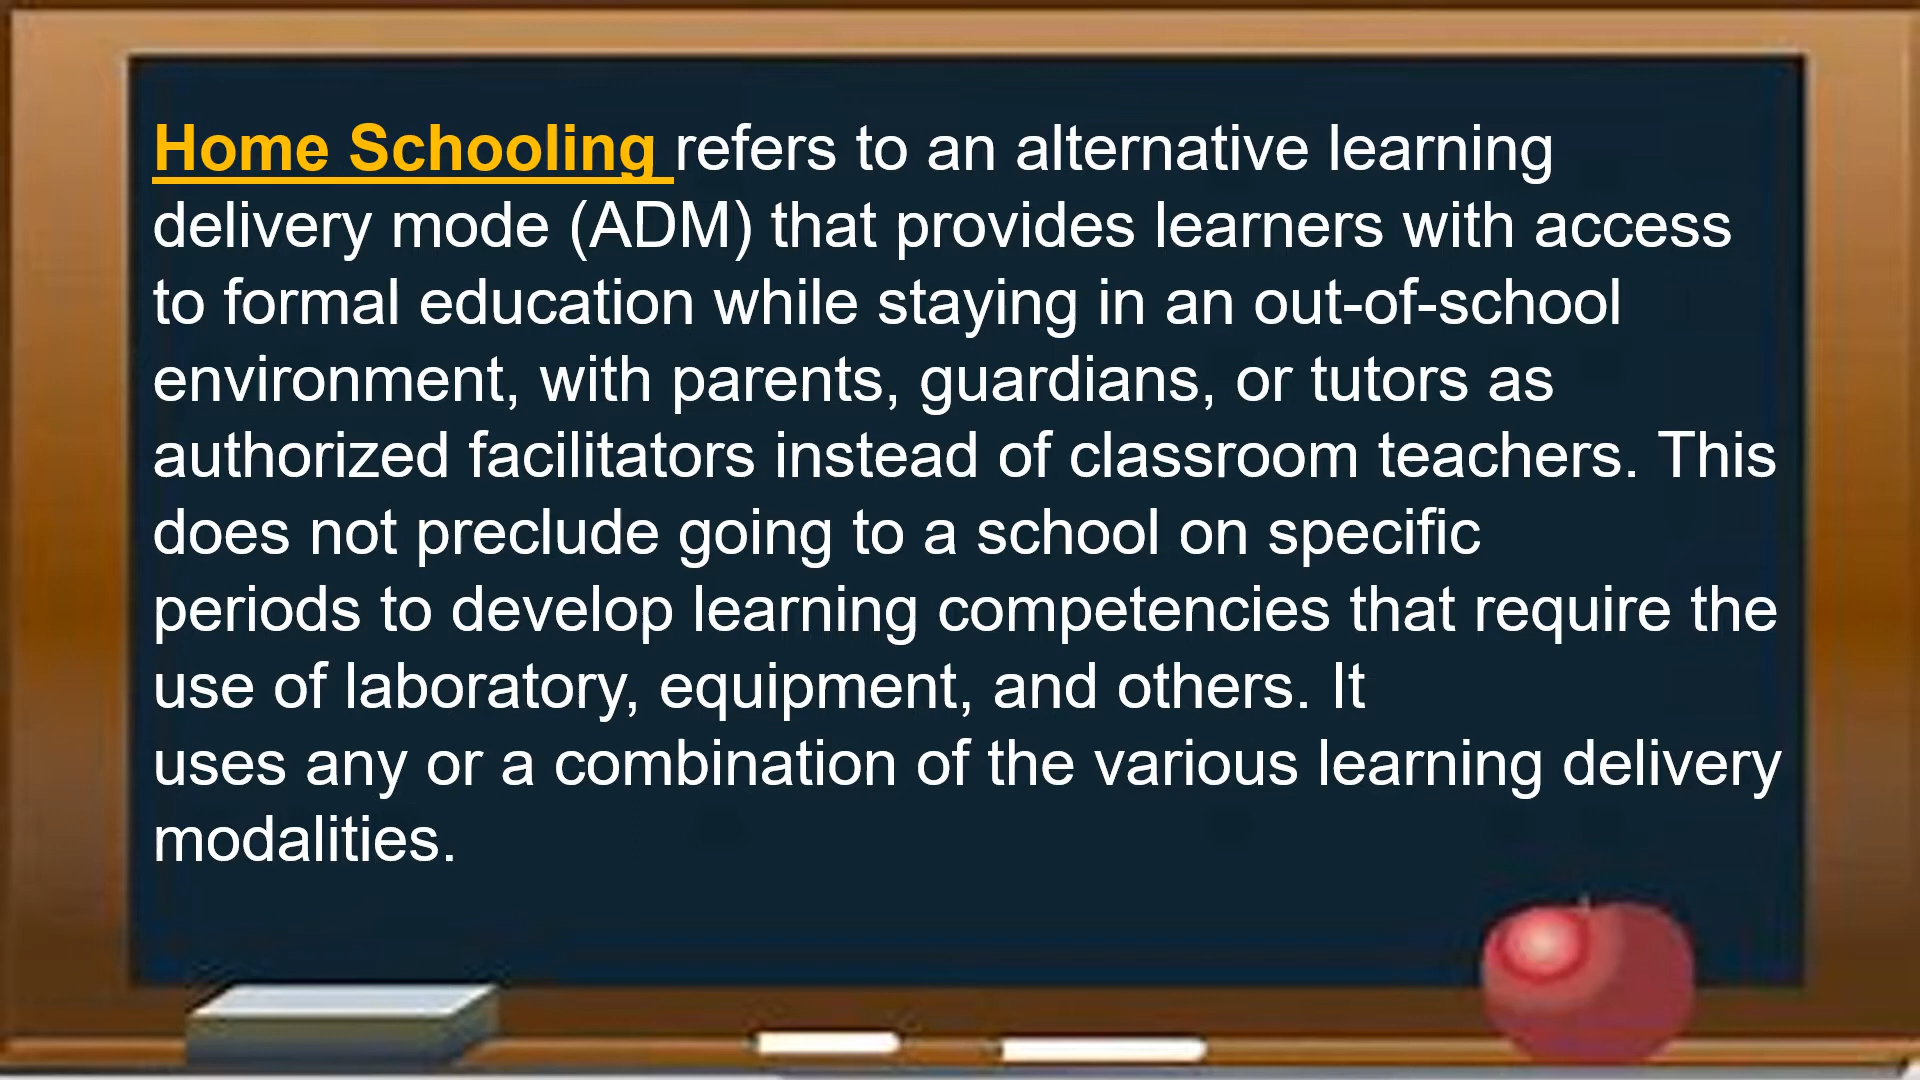 Home Schooling refers to an alternative learning
delivery mode (ADM) that provides learners with access
to formal education while staying in an out-of-school
environment, with parents, guardians, or tutors as
authorized facilitators instead of classroom teachers. This
does not preclude going to a school on specific
periods to develop learning competencies that require the
use of laboratory, equipment, and others. It
uses any or a combination of the various learning delivery
modalities.